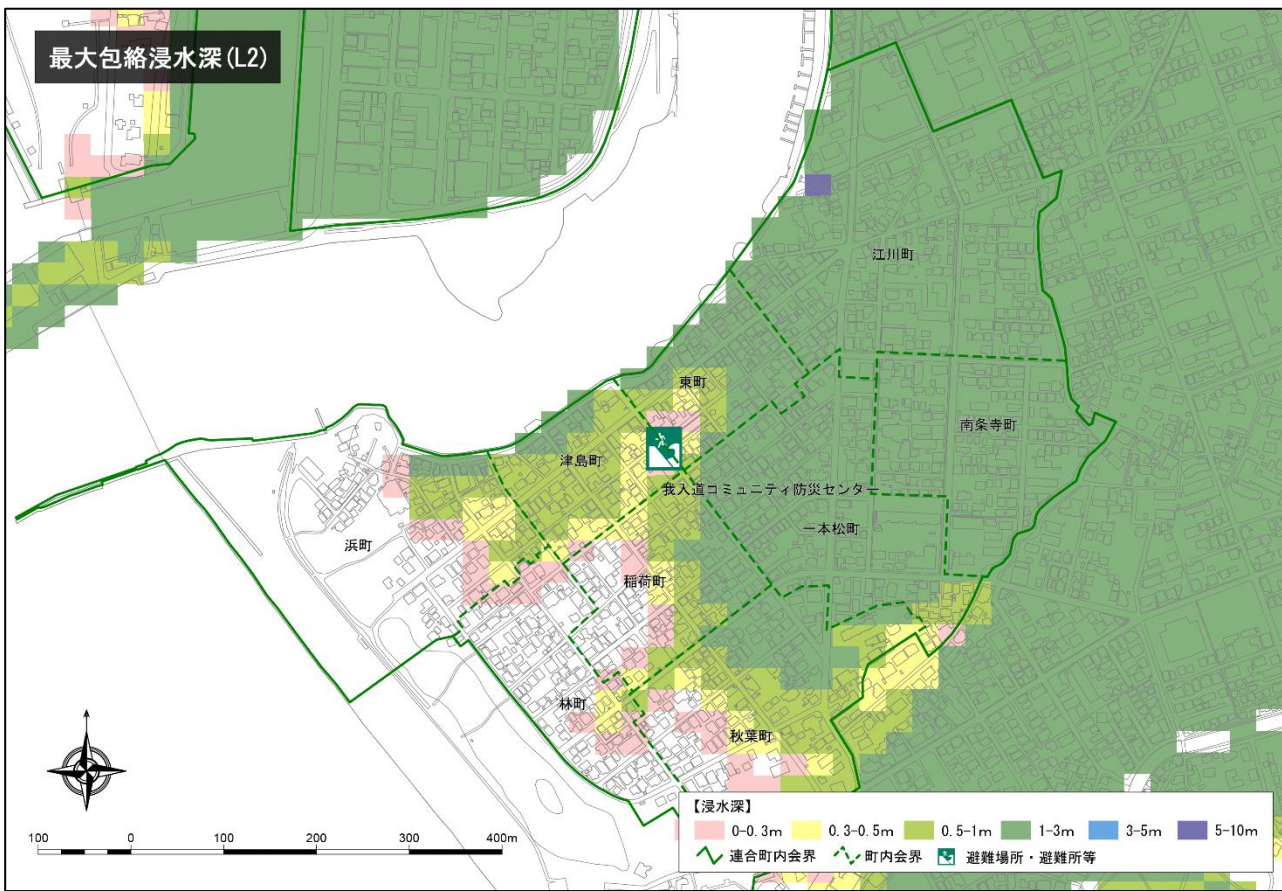 最大包絡浸水深(L2)
江川町
東町
南条寺町
津島町
我入道コミュニティ防災センター
一本松町
浜町
稲荷町
林町
秋葉町
100 0 100 200 300 400m
【浸水深】
0-0.3m 0.3-0.5m 0.5-1m 1-3m 3-5m 5-10m
連合町内会界 町内会界 避難場所・避難所等